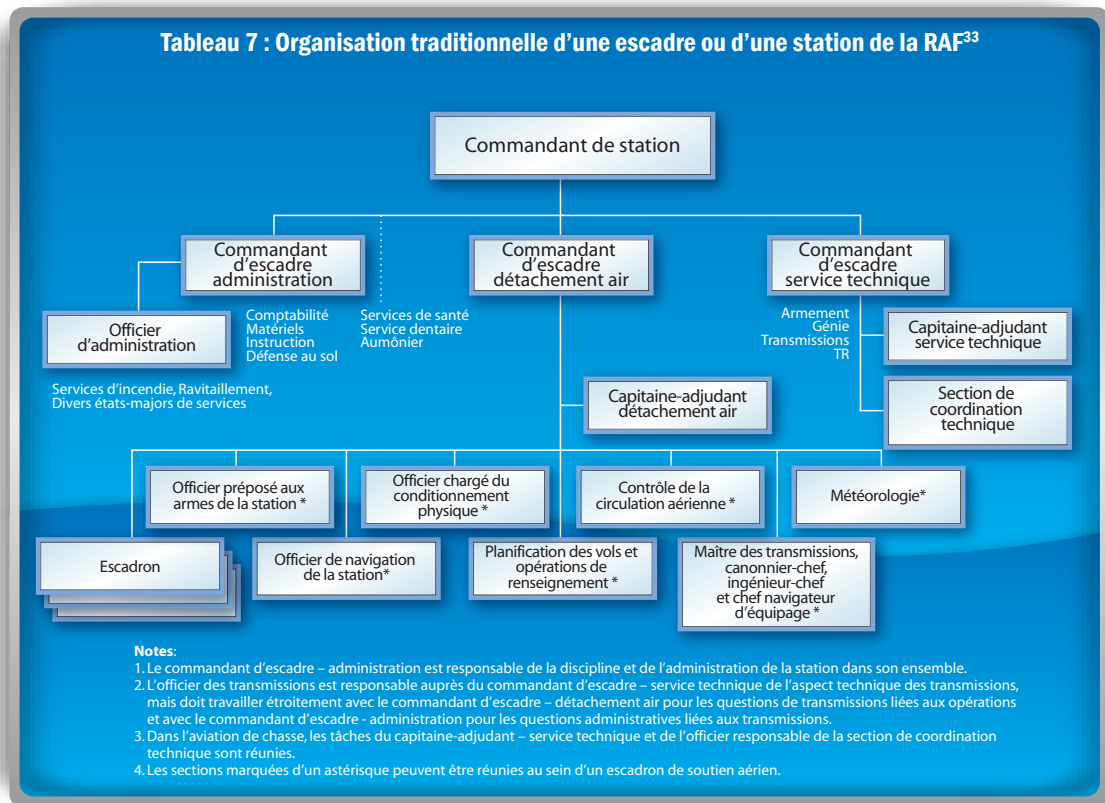 Tableau 7 : Organisation traditionnelle d'une escadre ou d'une station de la RAF33
Commandant de station
Commandant
d'escadre
administration
Commandant
d'escadre
détachement air
Commandant
d'escadre
service technique
Officier
d'administration
Comptabilité
Matériels
Instruction
Défense au sol
Services de santé
Service dentaire
Aumônier
Armement
Génie
Transmissions
TR
Capitaine-adjudant
service technique
Services d'incendie, Ravitaillement,
Divers états-majors de services
Capitaine-adjudant
détachement air
Section de
coordination
technique
Officier préposé aux
armes de la station *
Officier chargé du
conditionnement
physique *
Contrôle de la
circulation aérienne *
Météorologie*
Escadron
Officier de navigation
de la station*
Planification des vols et
opérations de
renseignement *
Maître des transmissions,
canonnier-chef,
ingénieur-chef
et chef navigateur
d'équipage *
Notes:
1. Le commandant d'escadre – administration est responsable de la discipline et de l'administration de la station dans son ensemble.
2. L'officier des transmissions est responsable auprès du commandant d'escadre – service technique de l'aspect technique des transmissions,
mais doit travailler étroitement avec le commandant d'escadre – détachement air pour les questions de transmissions liées aux opérations
et avec le commandant d'escadre - administration pour les questions administratives liées aux transmissions.
3. Dans l'aviation de chasse, les tâches du capitaine-adjudant – service technique et de l'officier responsable de la section de coordination
technique sont réunies.
4. Les sections marquées d'un astérisque peuvent être réunies au sein d'un escadron de soutien aérien.